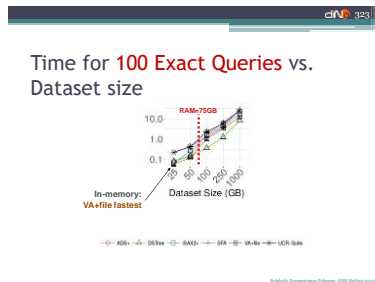 dNO 323
Time for 100 Exact Queries vs.
Dataset size
RAM=75GB
10.0
1.0
0.1
25
50
100
250
1000
Dataset Size (GB)
In-memory:
VA+file fastest
ADS+ DSTree iSAX2+ SFA VA+file UCR-Suite